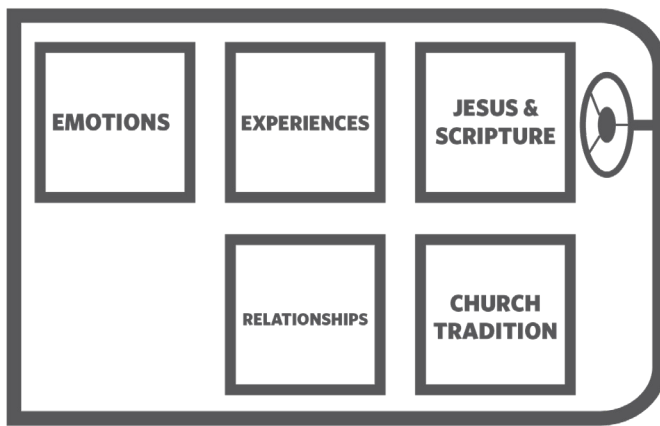 EMOTIONS
EXPERIENCES
JESUS &
SCRIPTURE
RELATIONSHIPS
CHURCH
TRADITION